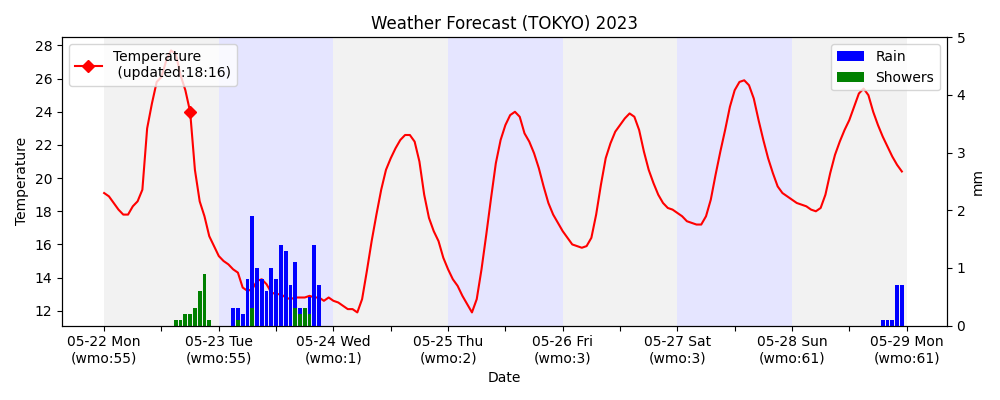 Weather Forecast (TOKYO) 2023
Temperature
(updated:18:16)
Rain
Showers
Temperature
28
26
24
22
20
18
16
14
12
5
4
3
2
1
0
mm
05-22 Mon
(wmo:55)
05-23 Tue
(wmo:55)
05-24 Wed
(wmo:1)
05-25 Thu
(wmo:2)
05-26 Fri
(wmo:3)
05-27 Sat
(wmo:3)
05-28 Sun
(wmo:61)
05-29 Mon
(wmo:61)
Date